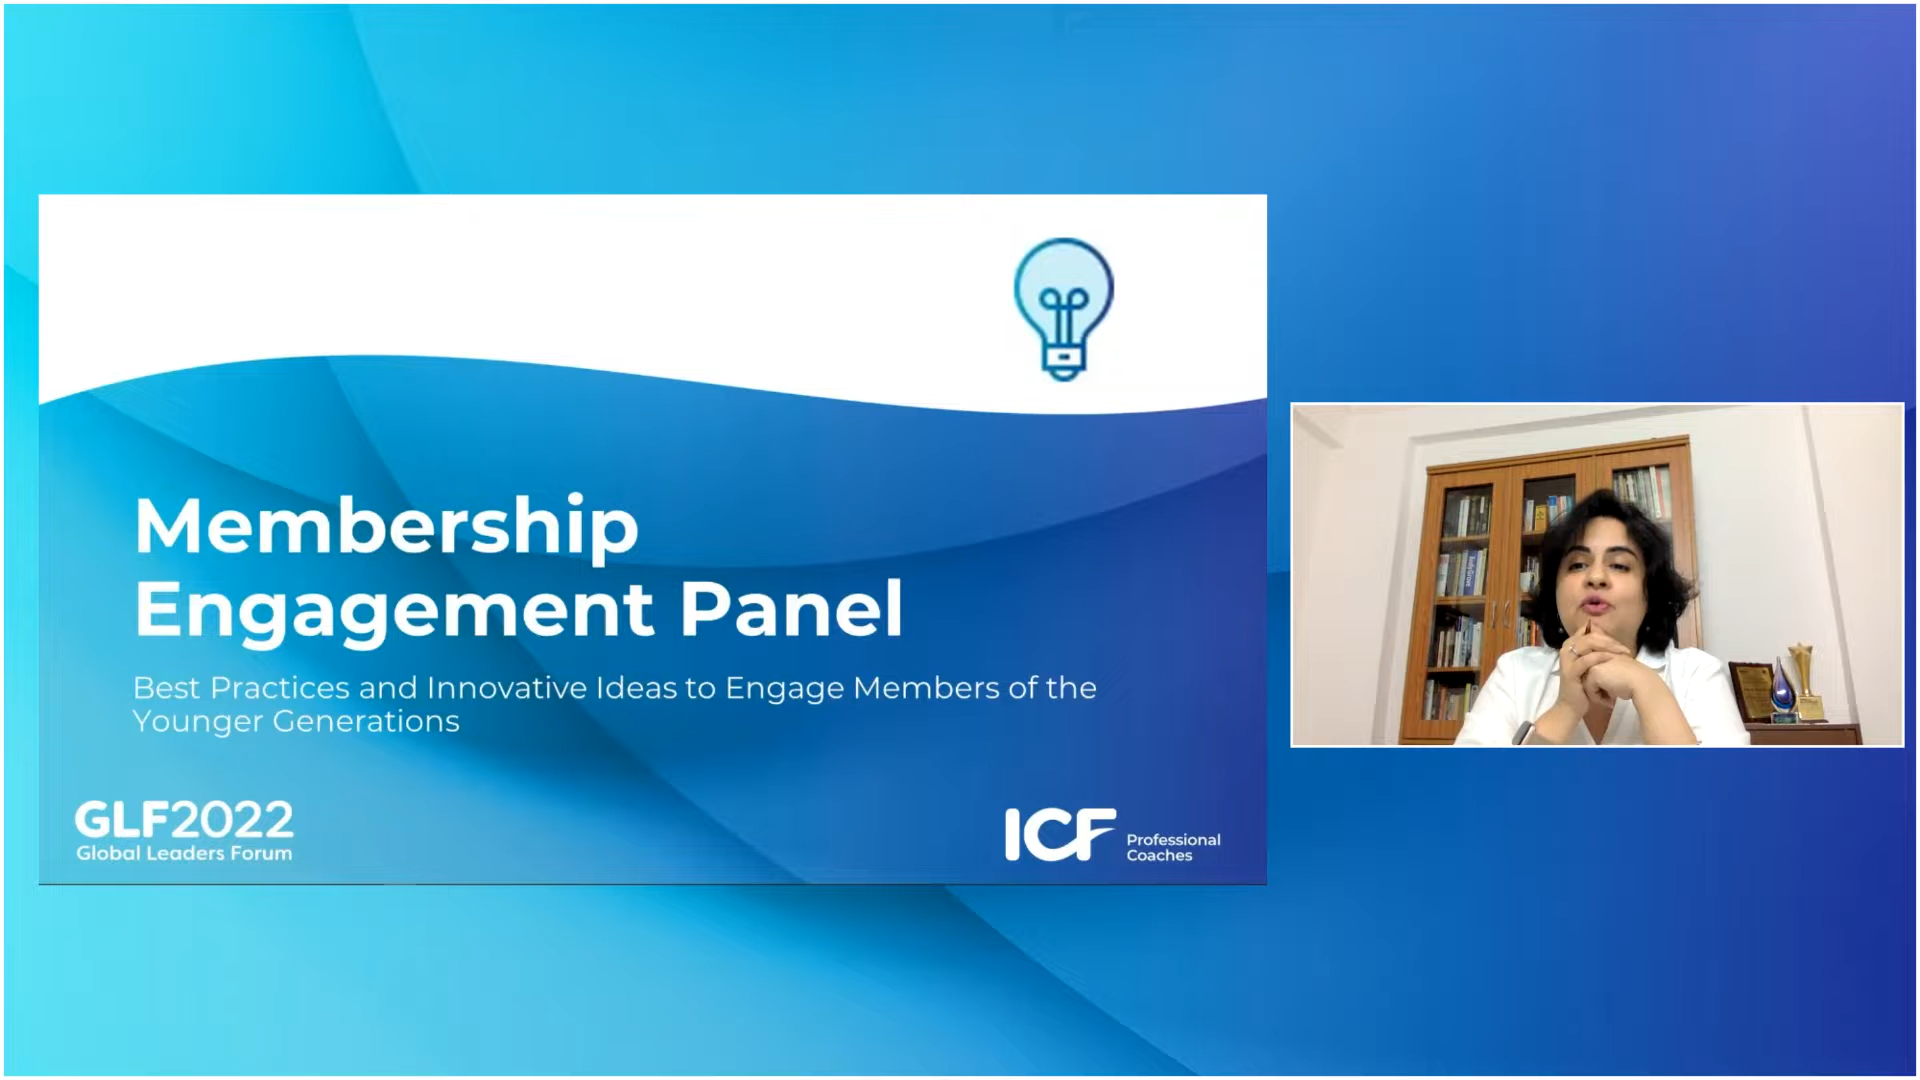 Membership
Engagement Panel
Best Practices and Innovative Ideas to Engage Members of the
Younger Generations
GLF2022
Global Leaders Forum
ICF
Professional
Coaches